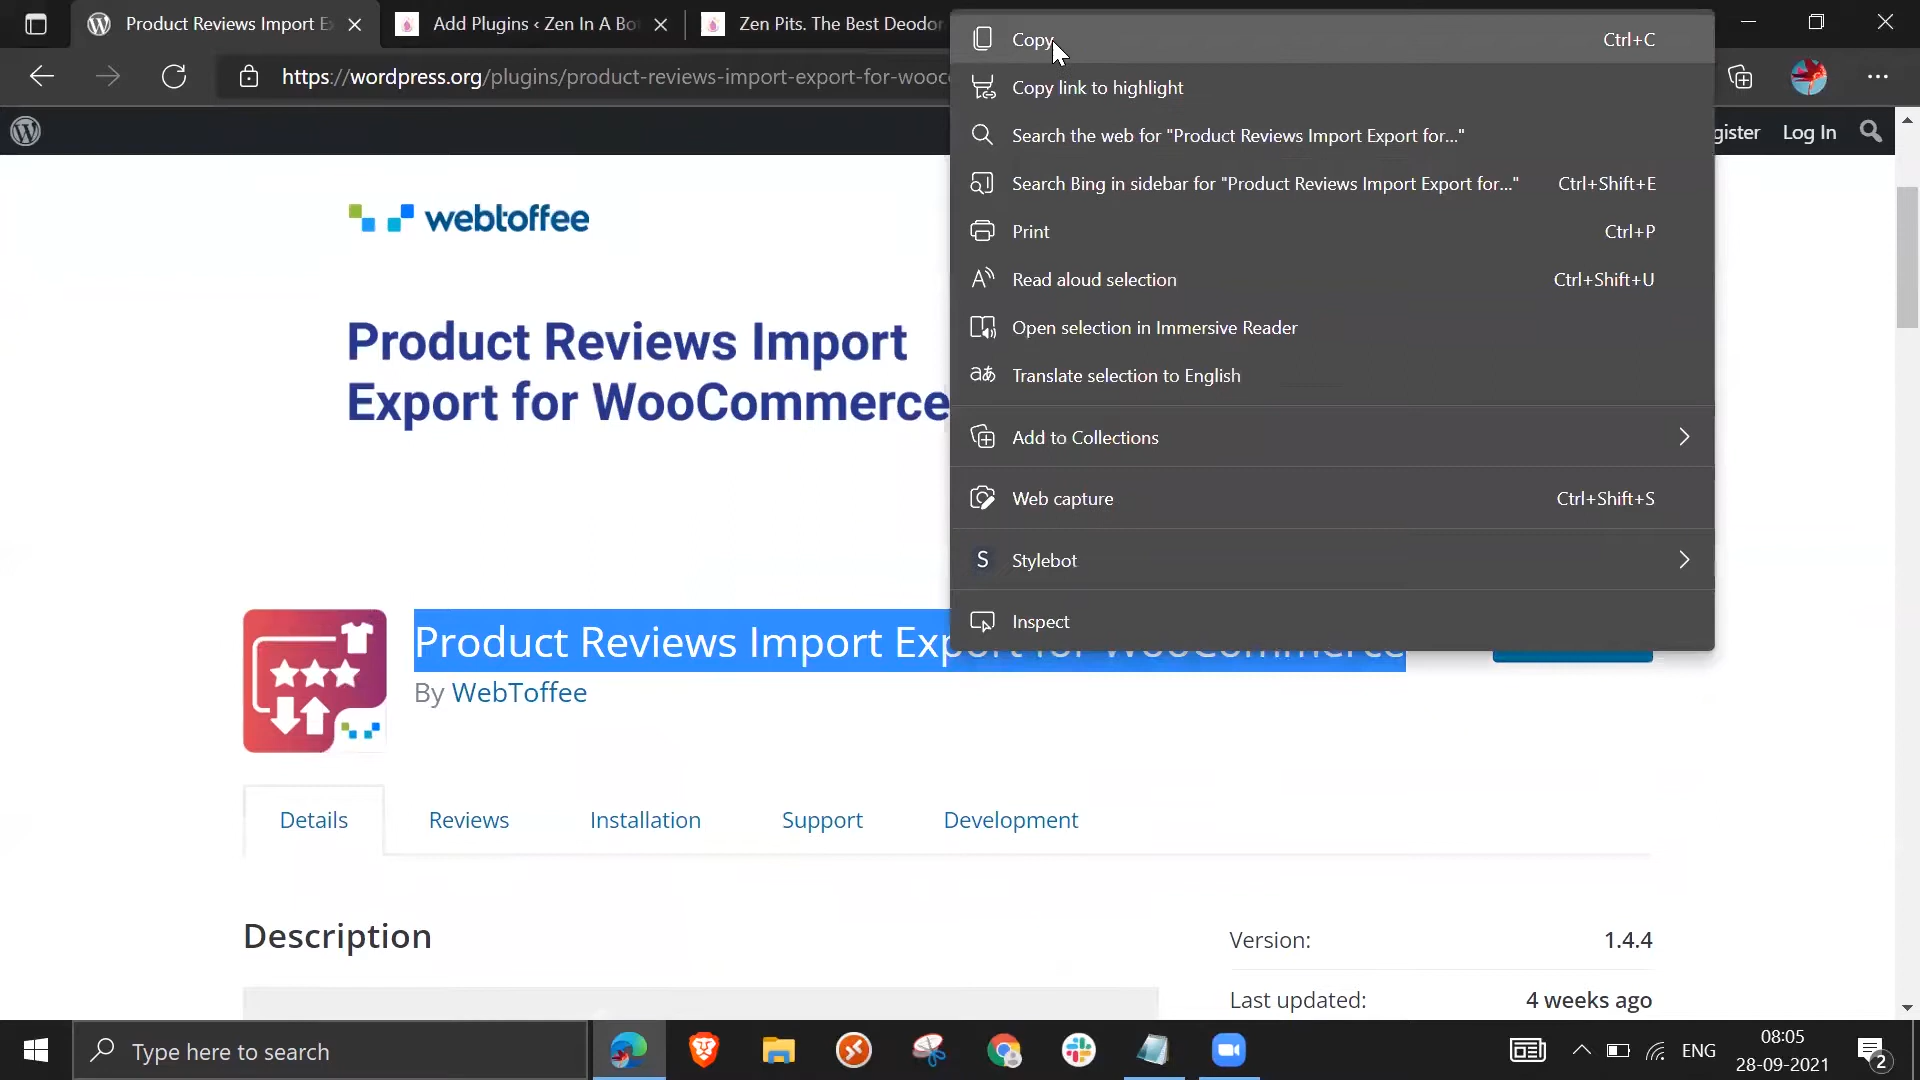 Product Reviews Import E
Add Plugins ‹ Zen In A Bo
Zen Pits. The Best Deodor
https://wordpress.org/plugins/product-reviews-import-export-for-wooc
gister Log In
webtoffee
Product Reviews Import
Export for WooCommerce
Copy Ctrl+C
Copy link to highlight
Search the web for "Product Reviews Import Export for..."
Search Bing in sidebar for "Product Reviews Import Export for..." Ctrl+Shift+E
Print Ctrl+P
Read aloud selection Ctrl+Shift+U
Open selection in Immersive Reader
Translate selection to English
Add to Collections
Web capture Ctrl+Shift+S
S Stylebot
Inspect
Product Reviews Import Export for WooCommerce
By WebToffee
Details Reviews Installation Support Development
Description
Version: 1.4.4
Last updated: 4 weeks ago
Type here to search
ENG
08:05
28-09-2021
2